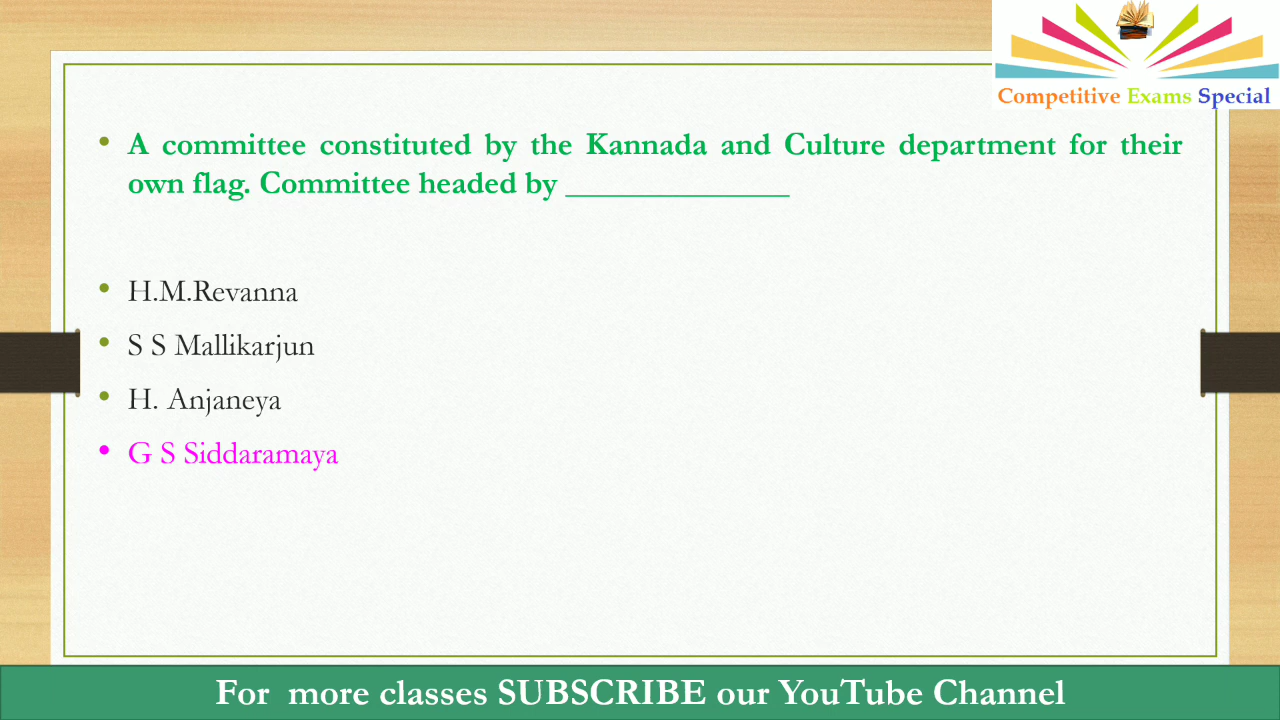 Competitive Exams Special
• A committee constituted by the Kannada and Culture department for their
own flag. Committee headed by ______________
• H.M.Revanna
• S S Mallikarjun
• H. Anjaneya
• G S Siddaramaya
For more classes SUBSCRIBE our YouTube Channel